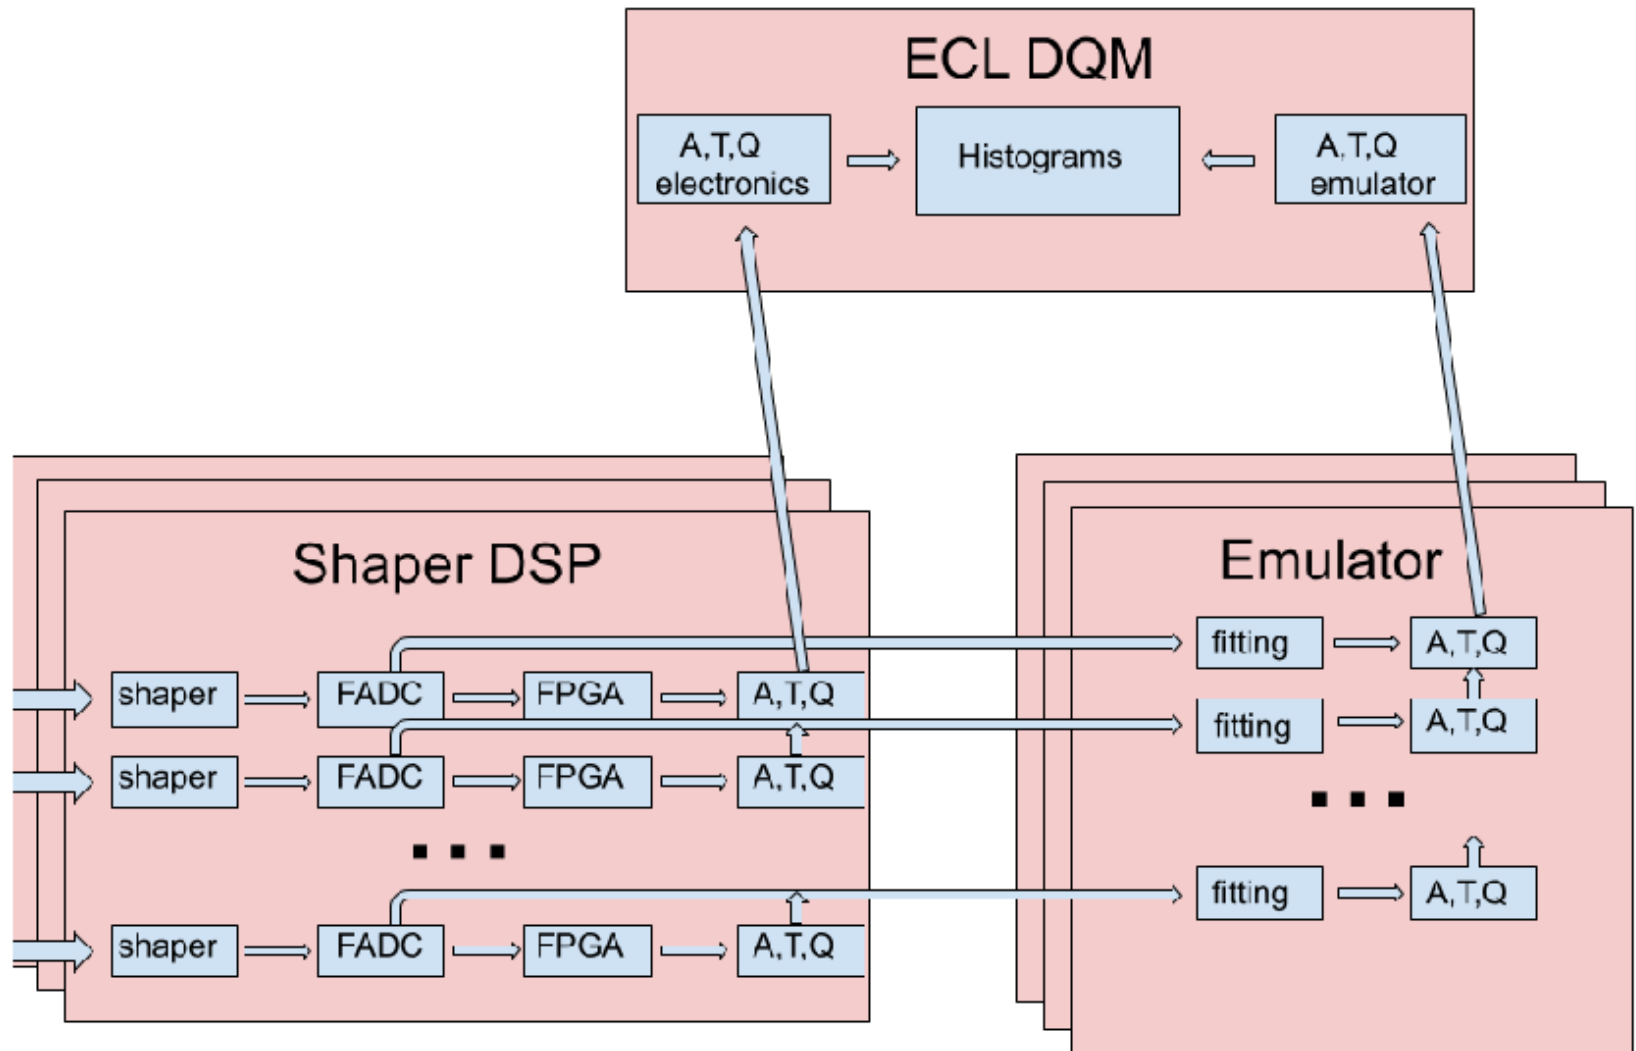 ECL DQM
A,T,Q
electronics
Histograms
A,T,Q
emulator
Shaper DSP
shaper
FADC
FPGA
A,T,Q
shaper
FADC
FPGA
A,T,Q
shaper
FADC
FPGA
A,T,Q
Emulator
fitting
A,T,Q
fitting
A,T,Q
fitting
A,T,Q